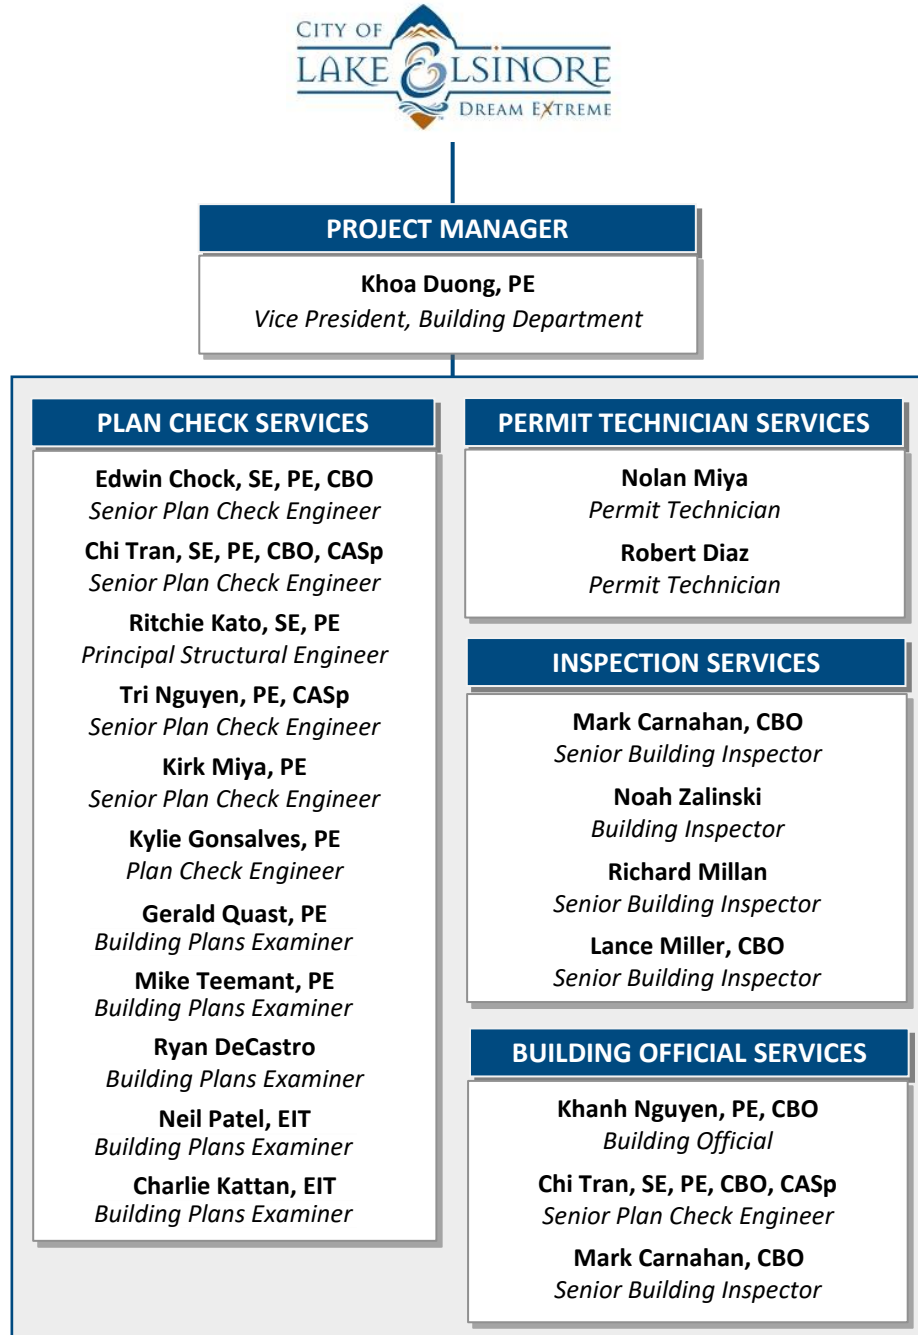 CITY OF
LAKE ELSINORE
DREAM EXTREME
PROJECT MANAGER
Khoa Duong, PE
Vice President, Building Department
PLAN CHECK SERVICES
Edwin Chock, SE, PE, CBO
Senior Plan Check Engineer
Chi Tran, SE, PE, CBO, CASp
Senior Plan Check Engineer
Ritchie Kato, SE, PE
Principal Structural Engineer
Tri Nguyen, PE, CASp
Senior Plan Check Engineer
Kirk Miya, PE
Senior Plan Check Engineer
Kylie Gonsalves, PE
Plan Check Engineer
Gerald Quast, PE
Building Plans Examiner
Mike Teemant, PE
Building Plans Examiner
Ryan DeCastro
Building Plans Examiner
Neil Patel, EIT
Building Plans Examiner
Charlie Kattan, EIT
Building Plans Examiner
PERMIT TECHNICIAN SERVICES
Nolan Miya
Permit Technician
Robert Diaz
Permit Technician
INSPECTION SERVICES
Mark Carnahan, CBO
Senior Building Inspector
Noah Zalinski
Building Inspector
Richard Millan
Senior Building Inspector
Lance Miller, CBO
Senior Building Inspector
BUILDING OFFICIAL SERVICES
Khanh Nguyen, PE, CBO
Building Official
Chi Tran, SE, PE, CBO, CASp
Senior Plan Check Engineer
Mark Carnahan, CBO
Senior Building Inspector